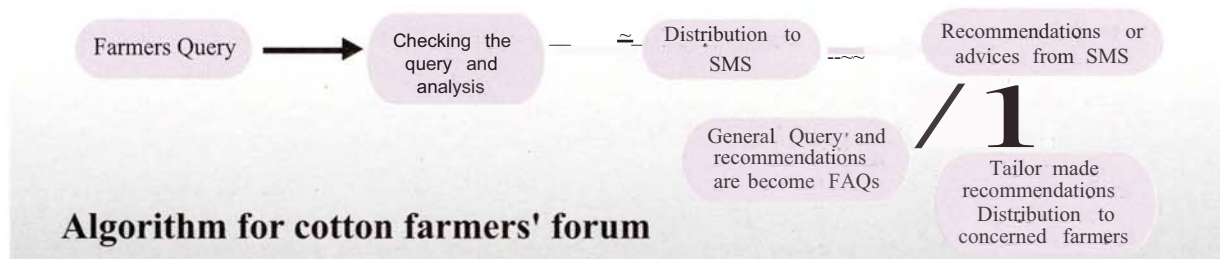 Farmers Query
Checking the
query and
analysis
Distribution to
SMS
Recommendations or
advices from SMS
General Query and
recommendations
are become FAQs
Tailor made
recommendations
Distribution to
concerned farmers
Algorithm for cotton farmers' forum